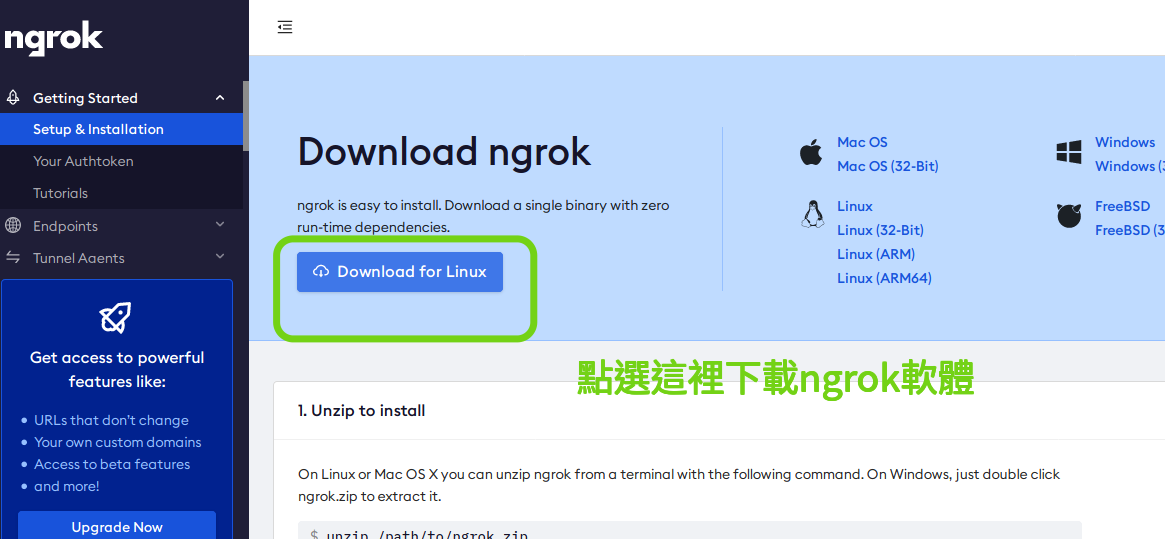 ngrok
Getting Started
Setup & Installation
Your Authtoken
Tutorials
Endpoints
Tunnel Agents
Get access to powerful
features like:
• URLs that don't change
• Your own custom domains
• Access to beta features
• and more!
Upgrade Now
Download ngrok
ngrok is easy to install. Download a single binary with zero
run-time dependencies.
Download for Linux
Mac OS
Mac OS (32-Bit)
Linux
Linux (32-Bit)
Linux (ARM)
Linux (ARM64)
Windows
Windows (3
FreeBSD
FreeBSD (3
點選這裡下載ngrok軟體
1. Unzip to install
On Linux or Mac OS X you can unzip ngrok from a terminal with the following command. On Windows, just double click
ngrok.zip to extract it.
$ unzip /path/to/ngrok.zip